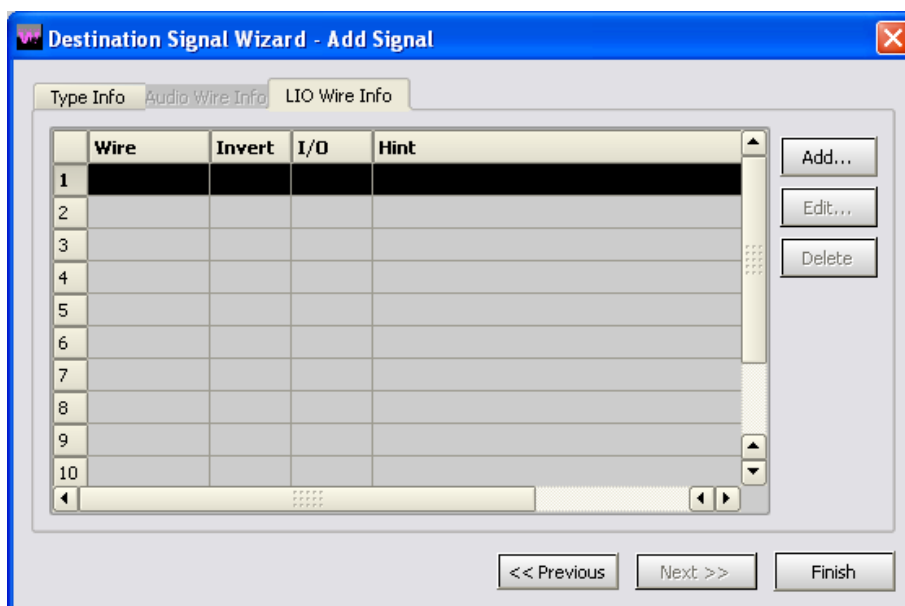 Destination Signal Wizard - Add Signal
Type Info Audio Wire Info LIO Wire Info
Wire Invert I/O Hint
Add...
1
2 Edit...
3 Delete
4
5
6
7
8
9
10
<< Previous Next >> Finish